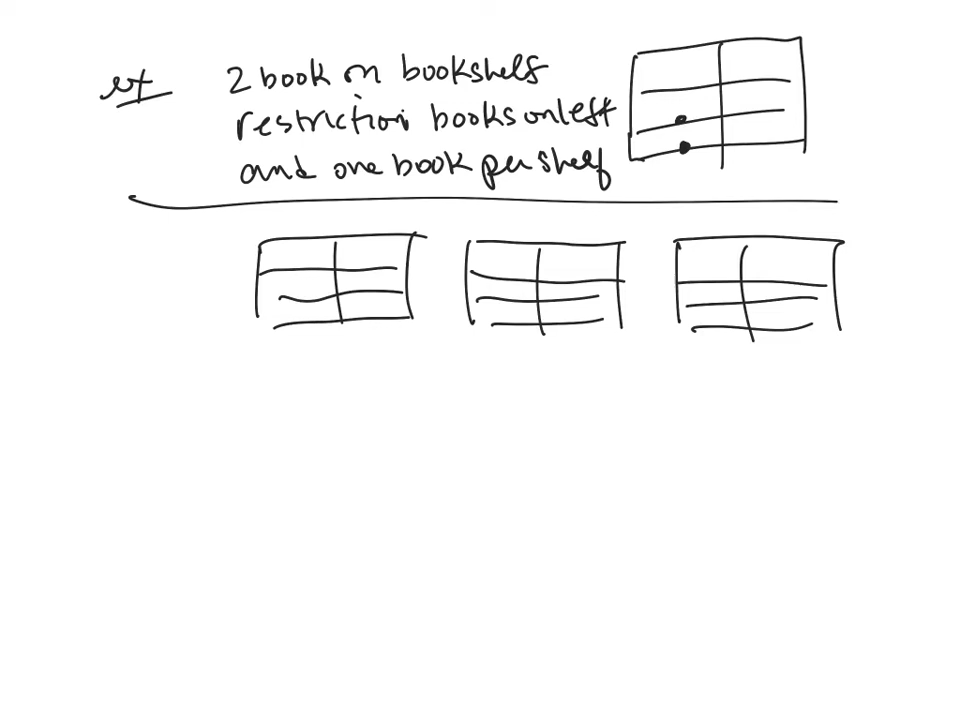 ex 2 book on bookshelf
restriction books on left
and one book per shelf